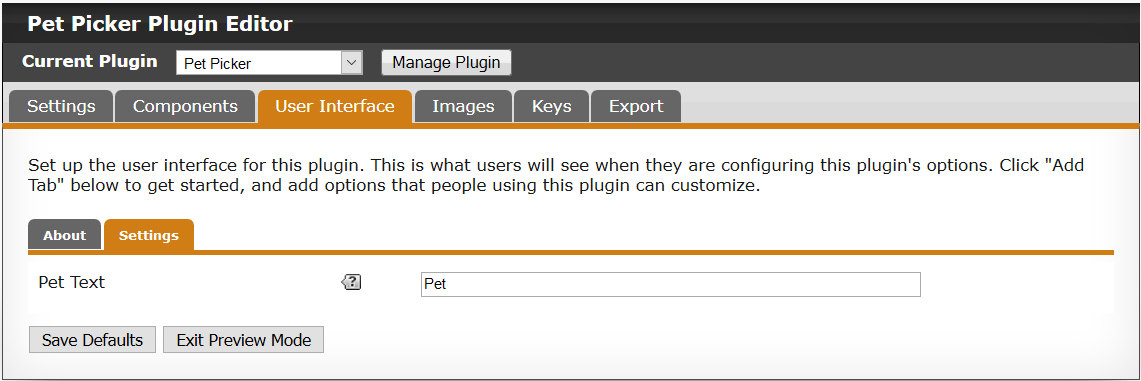 Pet Picker Plugin Editor
Current Plugin Pet Picker Manage Plugin
Settings Components User Interface Images Keys Export
Set up the user interface for this plugin. This is what users will see when they are configuring this plugin's options. Click "Add
Tab" below to get started, and add options that people using this plugin can customize.
About Settings
Pet Text ? Pet
Save Defaults Exit Preview Mode